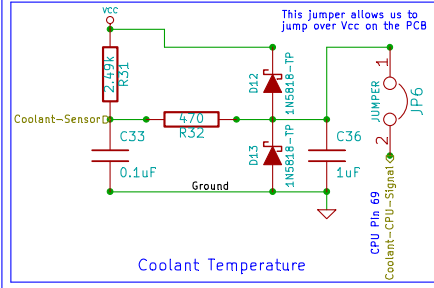 vcc
This jumper allows us to
jump over Vcc on the PCB
2.49k
R31
D12
1N5818-TP
1
JUMPER
JP6
2
Coolant-Sensor
470
R32
C33
0.1uF
D13
1N5818-TP
C36
1uF
Ground
CPU Pin 69
Coolant-CPU-Signal
Coolant Temperature